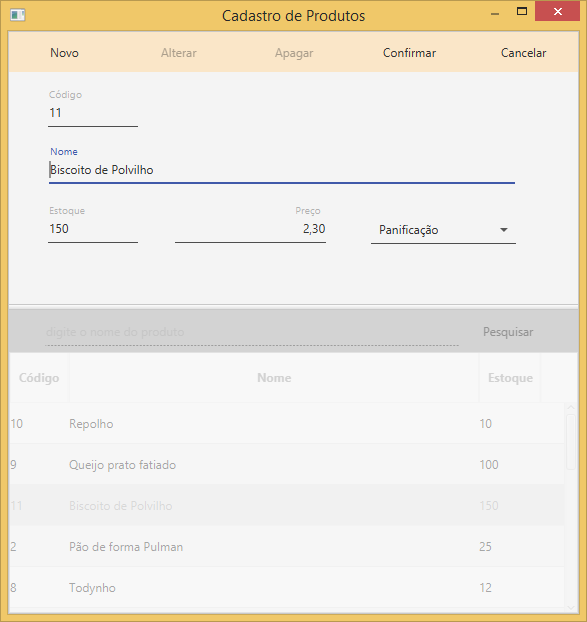 Cadastro de Produtos
Novo Alterar Apagar Confirmar Cancelar
Código
11
Nome
Biscoito de Polvilho
Estoque Preço
150 2,30 Panificação
digite o nome do produto Pesquisar
Código Nome Estoque
10 Repolho 10
9 Queijo prato fatiado 100
11 Biscoito de Polvilho 150
2 Pão de forma Pulman 25
8 Todynho 12